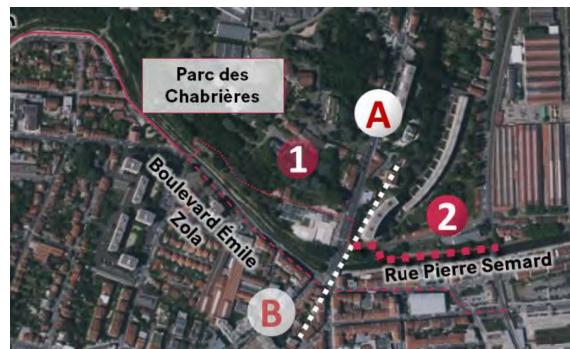 Parc des
Chabrières
A
1
Boulevard Émile
Zola
2
Rue Pierre Semard
B